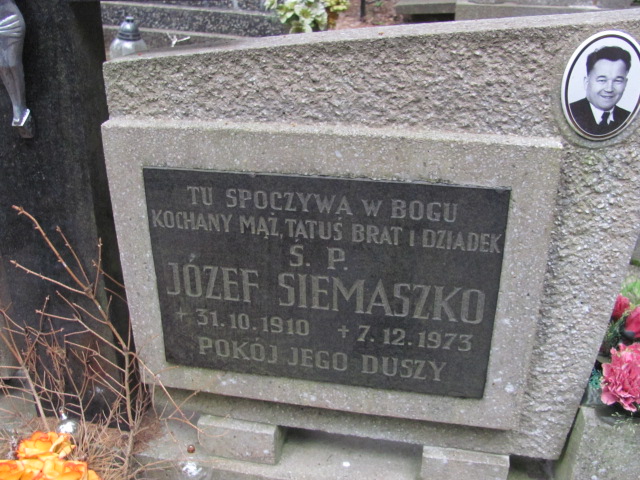 TU SPOCZYWA W BOGU
KOCHANY MĄŻ, TATUŚ BRAT I DZIADEK
Ś. P.
JÓZEF SIEMASZKO
+ 31.10.1910 + 7.12.1973
POKÓJ JEGO DUSZY